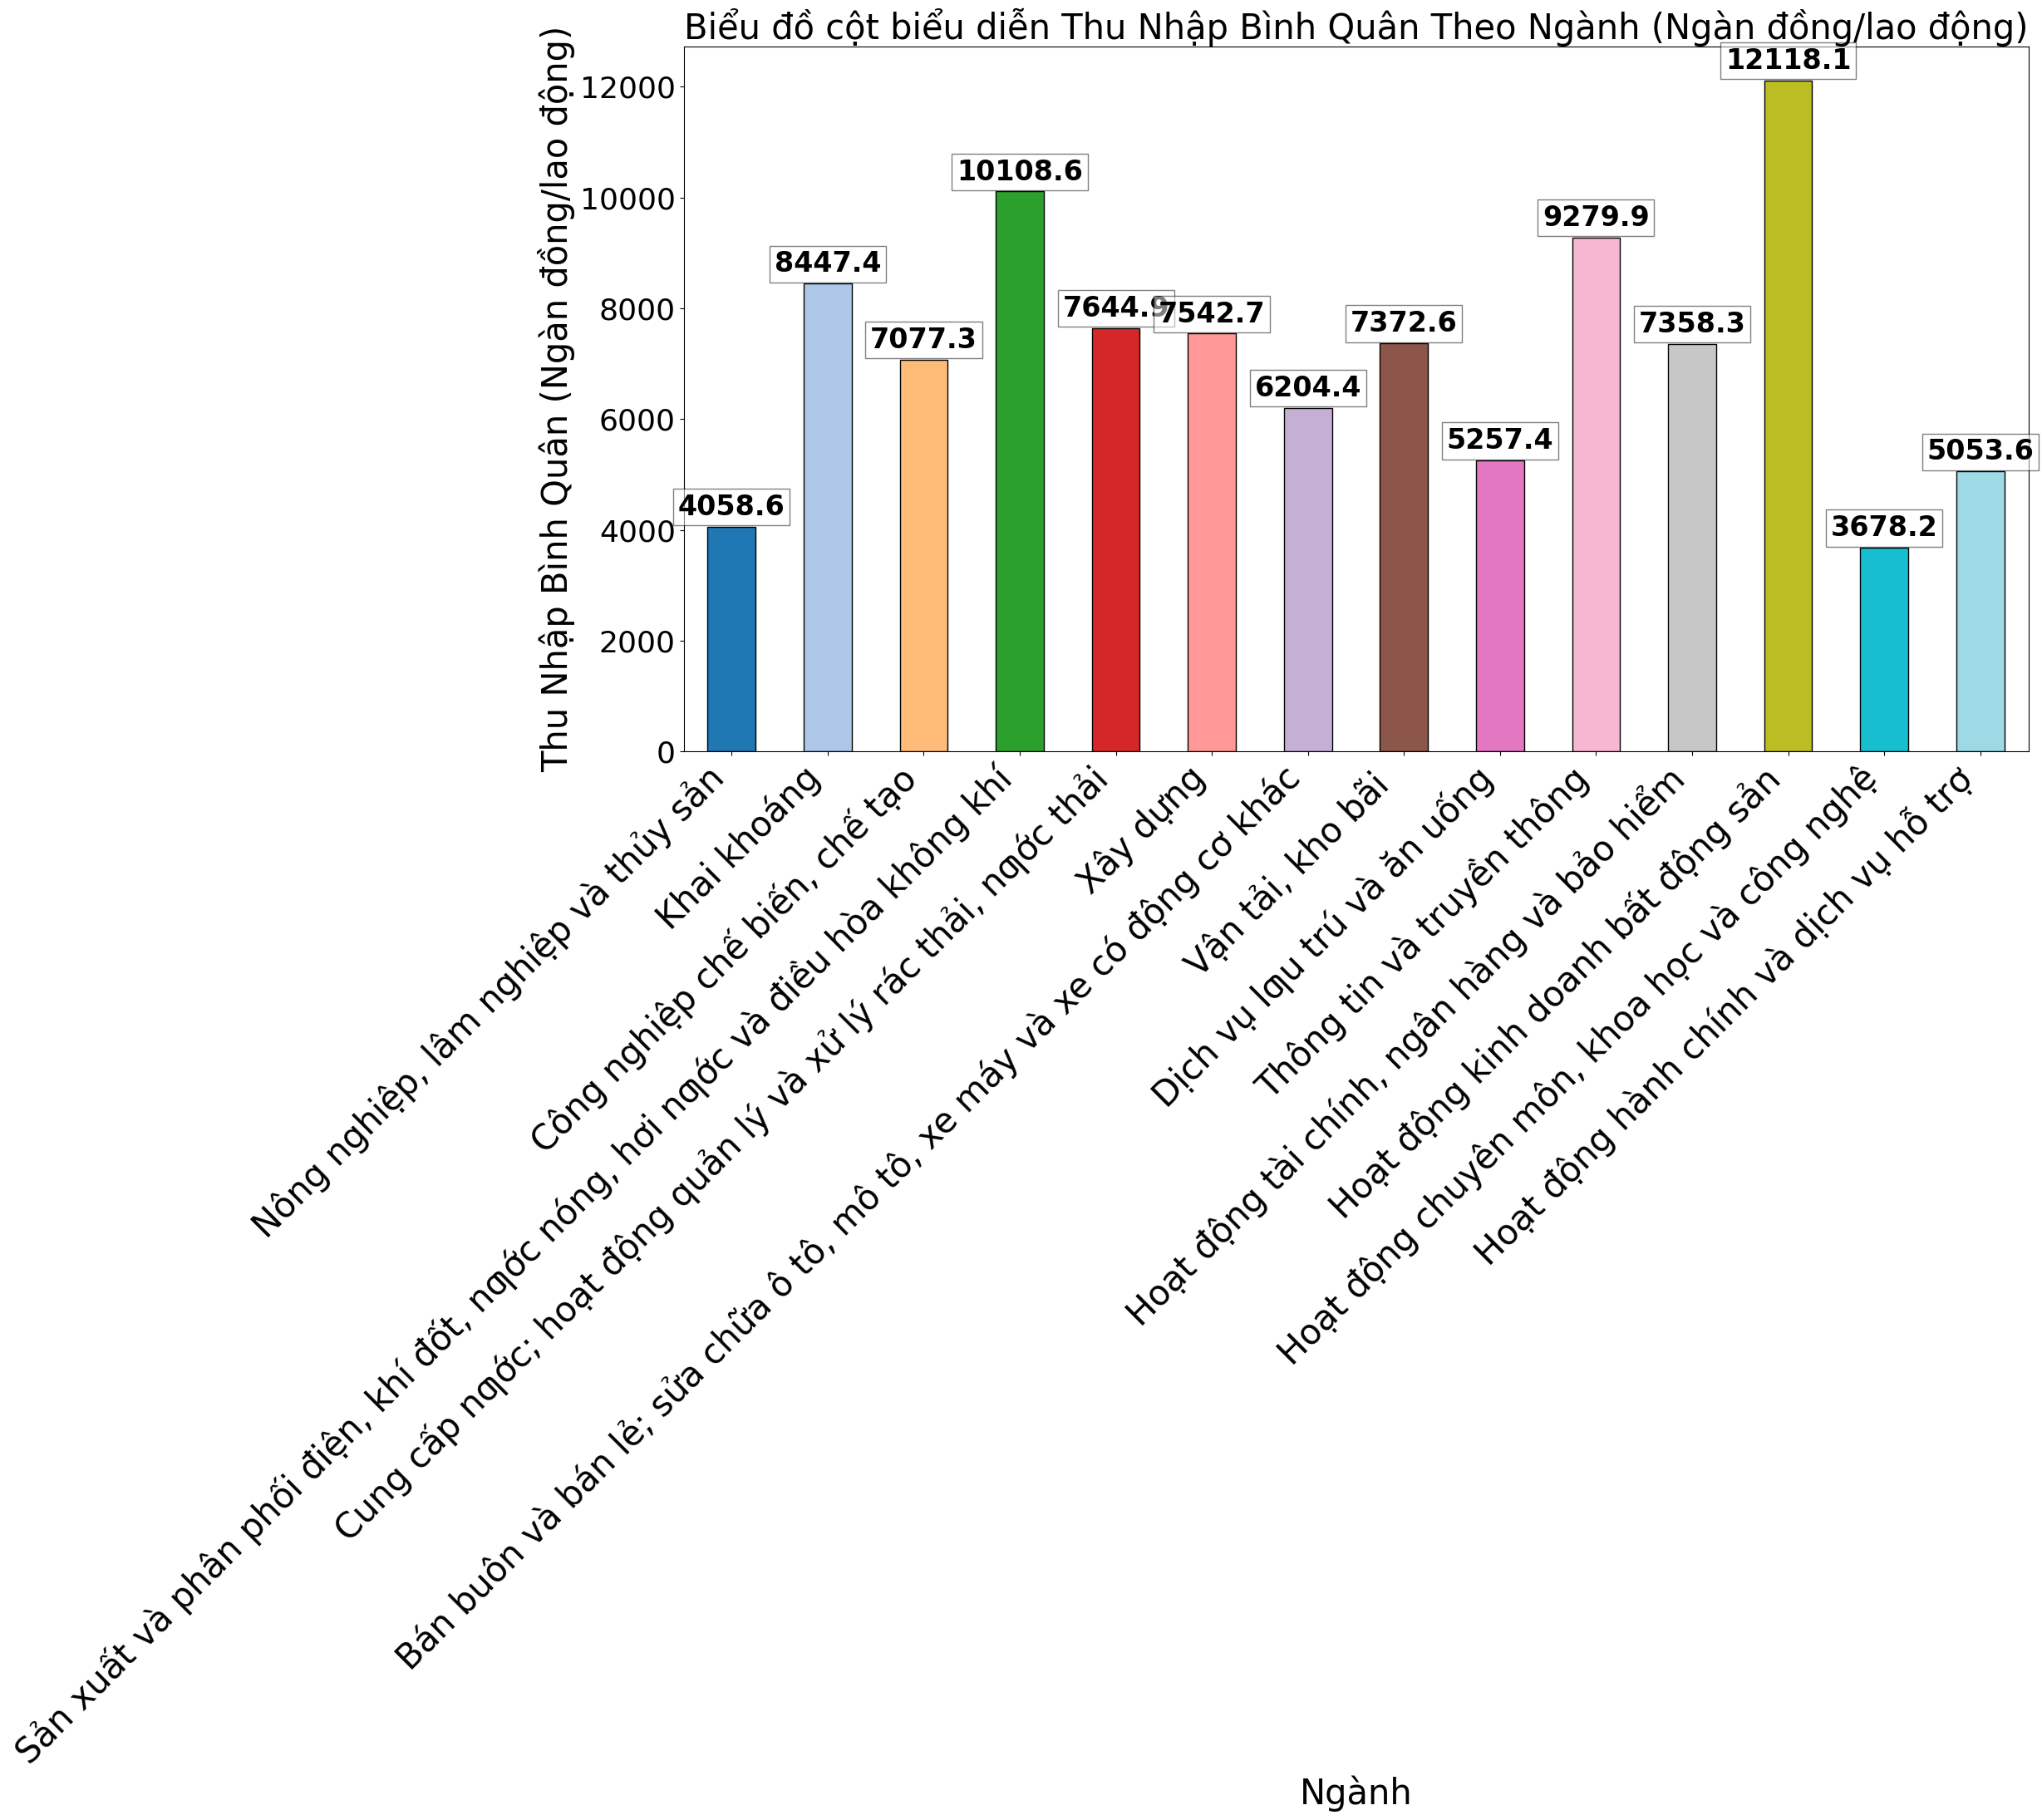 Biểu đồ cột biểu diễn Thu Nhập Bình Quân Theo Ngành (Ngàn đồng/lao động)
Thu Nhập Bình Quân (Ngàn đồng/lao động)
12000
10000
8000
6000
4000
2000
0
4058.6
8447.4
7077.3
10108.6
7644.9
7542.7
6204.4
7372.6
5257.4
9279.9
7358.3
12118.1
3678.2
5053.6
Nông nghiệp, lâm nghiệp và thủy sản
Khai khoáng
Công nghiệp chế biến, chế tạo
Sản xuất và phân phối điện, khí đốt, nƣớc nóng, hơi nƣớc và điều hòa không khí
Cung cấp nƣớc; hoạt động quản lý và xử lý rác thải, nƣớc thải
Xây dựng
Bán buôn và bán lẻ; sửa chữa ô tô, mô tô, xe máy và xe có động cơ khác
Vận tải, kho bãi
Dịch vụ lƣu trú và ăn uống
Thông tin và truyền thông
Hoạt động tài chính, ngân hàng và bảo hiểm
Hoạt động kinh doanh bất động sản
Hoạt động chuyên môn, khoa học và công nghệ
Hoạt động hành chính và dịch vụ hỗ trợ
Ngành